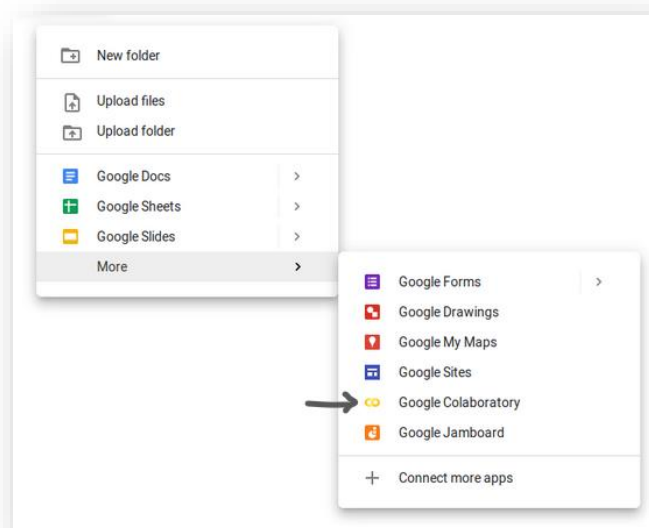 New folder
Upload files
Upload folder
Google Docs
Google Sheets
Google Slides
More
Google Forms
Google Drawings
Google My Maps
Google Sites
Google Colaboratory
Google Jamboard
Connect more apps